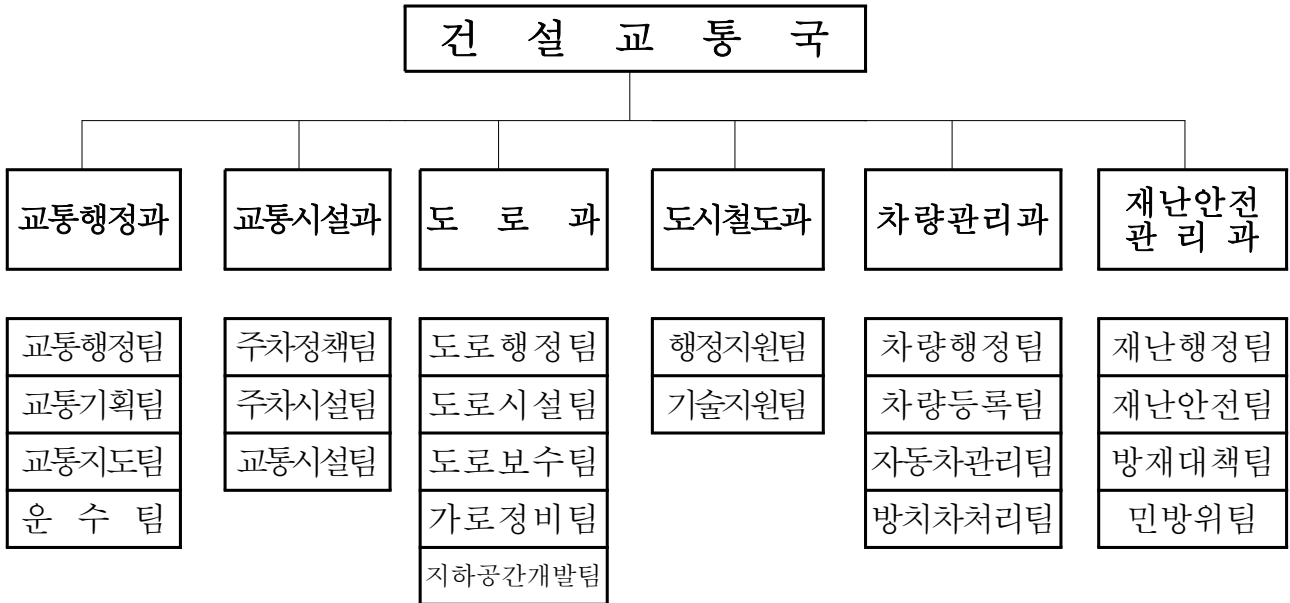 건 설 교 통 국
교통행정과
교통시설과
도 로 과
도시철도과
차량관리과
재난안전
관 리 과
교통행정팀
교통기획팀
교통지도팀
운 수 팀
주차정책팀
주차시설팀
교통시설팀
도로행정팀
도로시설팀
도로보수팀
가로정비팀
지하공간개발팀
행정지원팀
기술지원팀
차량행정팀
차량등록팀
자동차관리팀
방치차처리팀
재난행정팀
재난안전팀
방재대책팀
민방위팀